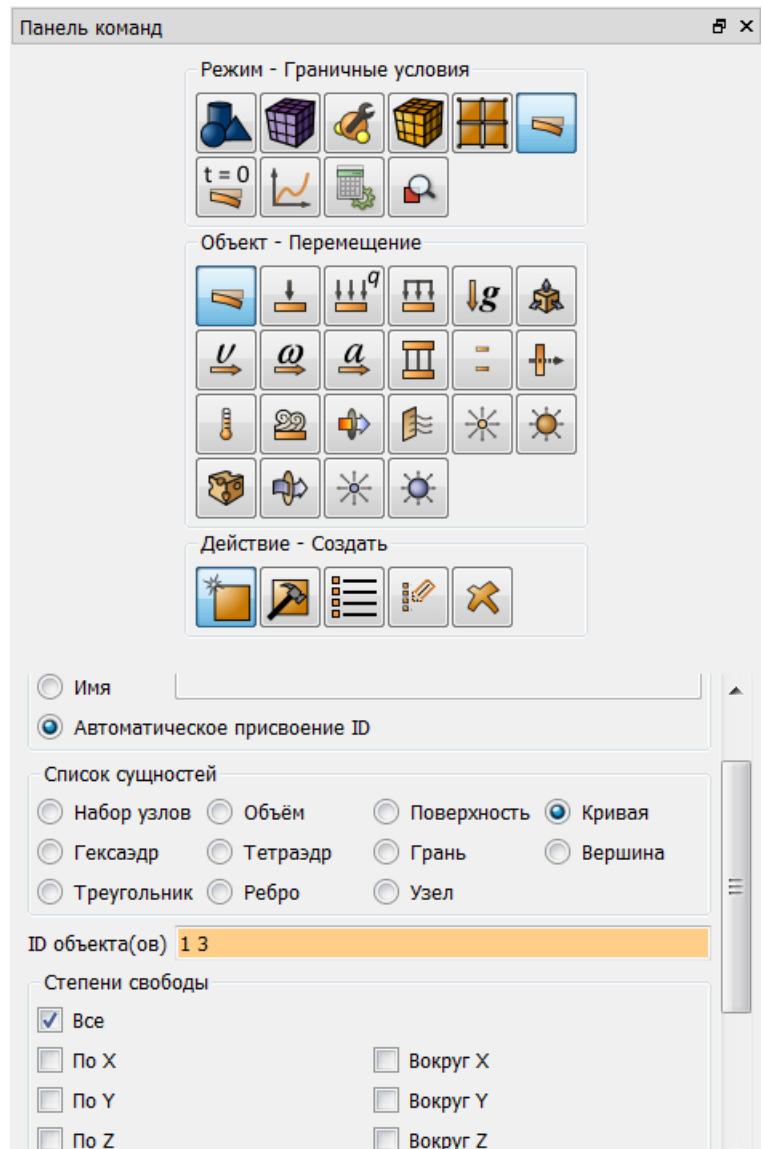 Панель команд
Режим - Граничные условия
t = 0
Объект - Перемещение
q g
υ ω a
Действие - Создать
Имя
Автоматическое присвоение ID
Список сущностей
Набор узлов Объём Поверхность Кривая
Гексаэдр Тетраэдр Грань Вершина
Треугольник Ребро Узел
ID объекта(ов) 1 3
Степени свободы
Все
По X Вокруг X
По Y Вокруг Y
По Z Вокруг Z